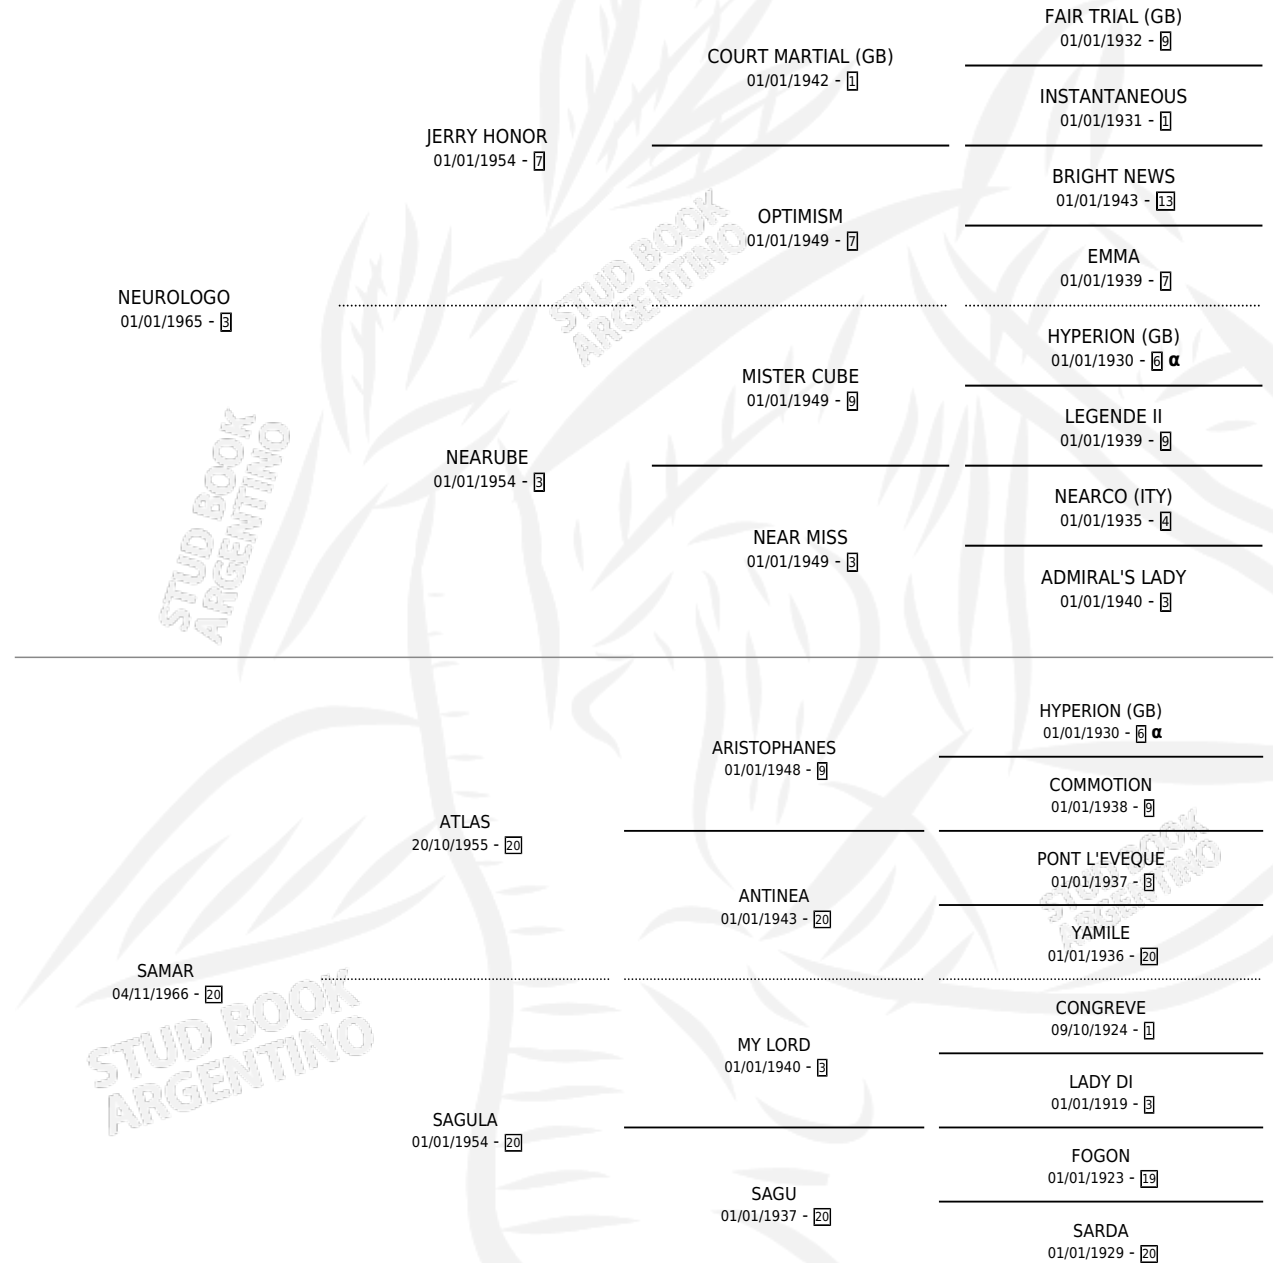 FAIR TRIAL (GB)
01/01/1932 - 9
COURT MARTIAL (GB)
01/01/1942 - 1
INSTANTANEOUS
01/01/1931 - 1
JERRY HONOR
01/01/1954 - 7
BRIGHT NEWS
01/01/1943 - 13
OPTIMISM
01/01/1949 - 7
EMMA
01/01/1939 - 7
NEUROLOGO
01/01/1965 - 3
HYPERION (GB)
01/01/1930 - 6 α
MISTER CUBE
01/01/1949 - 9
LEGENDE II
01/01/1939 - 9
NEARUBE
01/01/1954 - 3
NEARCO (ITY)
01/01/1935 - 4
NEAR MISS
01/01/1949 - 3
ADMIRAL'S LADY
01/01/1940 - 3
HYPERION (GB)
01/01/1930 - 6 α
ARISTOPHANES
01/01/1948 - 9
COMMOTION
01/01/1938 - 9
ATLAS
20/10/1955 - 20
PONT L'EVEQUE
01/01/1937 - 3
ANTINEA
01/01/1943 - 20
YAMILE
01/01/1936 - 20
SAMAR
04/11/1966 - 20
CONGREVE
09/10/1924 - 1
MY LORD
01/01/1940 - 3
LADY DI
01/01/1919 - 3
SAGULA
01/01/1954 - 20
FOGON
01/01/1923 - 19
SAGU
01/01/1937 - 20
SARDA
01/01/1929 - 20
STUD BOOK
ARGENTINO
STUD BOOK
ARGENTINO
STUD BOOK
ARGENTINO
STUD BOOK
ARGENTINO